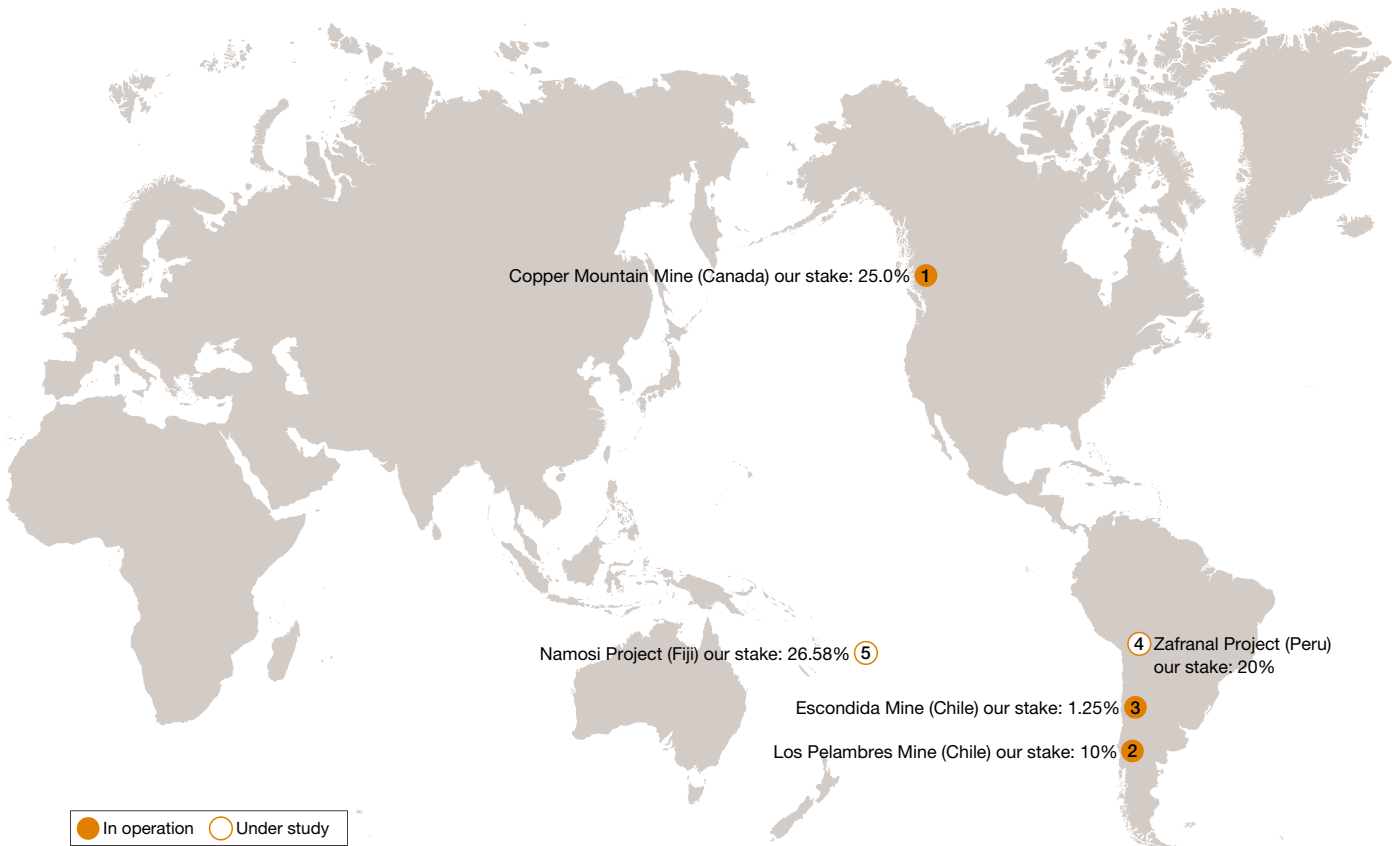 Copper Mountain Mine (Canada) our stake: 25.0% 1
Namosi Project (Fiji) our stake: 26.58% 5
4 Zafranal Project (Peru)
our stake: 20%
Escondida Mine (Chile) our stake: 1.25% 3
Los Pelambres Mine (Chile) our stake: 10% 2
In operation Under study